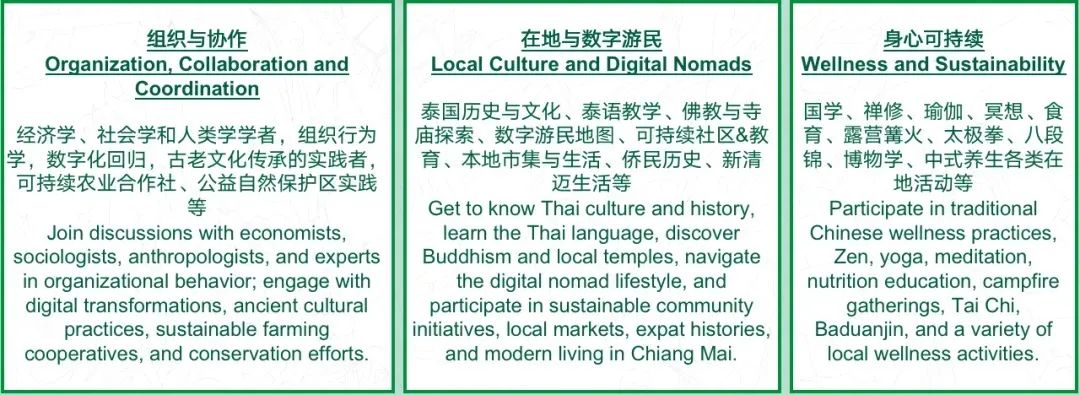 组织与协作
Organization, Collaboration and
Coordination
经济学、社会学和人类学学者，组织行为
学，数字化回归，古老文化传承的实践者，
可持续农业合作社、公益自然保护区实践
等
Join discussions with economists,
sociologists, anthropologists, and experts
in organizational behavior; engage with
digital transformations, ancient cultural
practices, sustainable farming
cooperatives, and conservation efforts.
在地与数字游民
Local Culture and Digital Nomads
泰国历史与文化、泰语教学、佛教与寺
庙探索、数字游民地图、可持续社区&教
育、本地市集与生活、侨民历史、新清
迈生活等
Get to know Thai culture and history,
learn the Thai language, discover
Buddhism and local temples, navigate
the digital nomad lifestyle, and
participate in sustainable community
initiatives, local markets, expat histories,
and modern living in Chiang Mai.
身心可持续
Wellness and Sustainability
国学、禅修、瑜伽、冥想、食
育、露营篝火、太极拳、八段
锦、博物学、中式养生各类在
地活动等
Participate in traditional
Chinese wellness practices,
Zen, yoga, meditation,
nutrition education, campfire
gatherings, Tai Chi,
Baduanjin, and a variety of
local wellness activities.